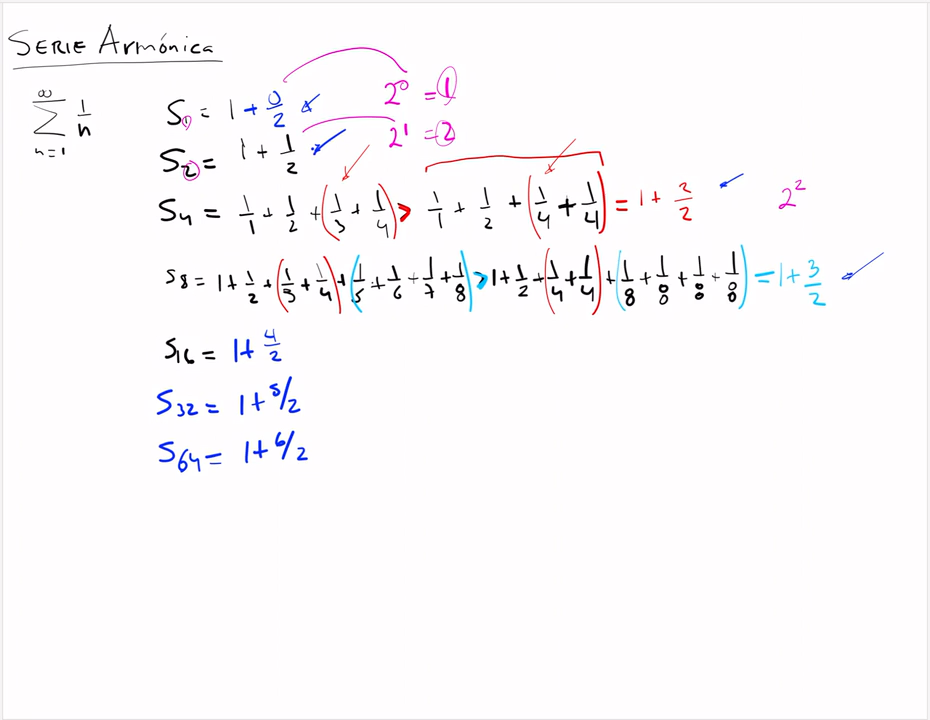 SERIE Armónica
∞ Σ n=1 1/n
S₁ = 1 + 0/2
2⁰ = 1
S₂ = 1 + 1/2
2¹ = 2
S₄ = 1/1 + 1/2 + (1/3 + 1/4) > 1/1 + 1/2 + (1/4 + 1/4) = 1 + 2/2
2²
S8 = 1 + 1/2 + (1/3 + 1/4) + (1/5 + 1/6 + 1/7 + 1/8) > 1 + 1/2 + (1/4 + 1/4) + (1/8 + 1/8 + 1/8 + 1/8) = 1 + 3/2
S₁₆ = 1 + 4/2
S₃₂ = 1 + 5/2
S₆₄ = 1 + 6/2